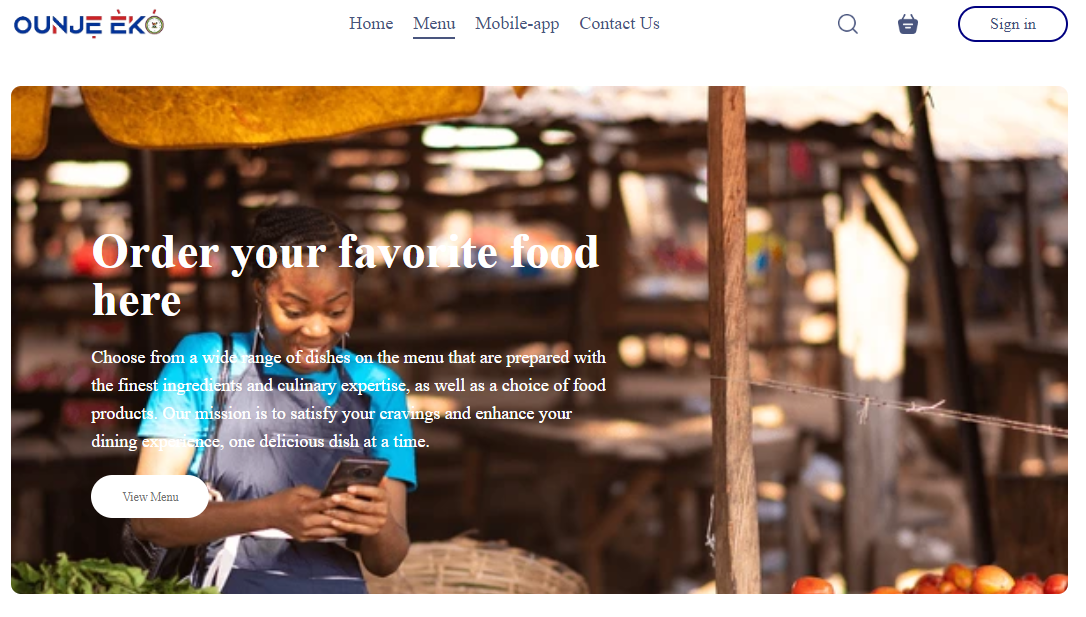 OUNJẸ ÈKÓ
Home Menu Mobile-app Contact Us
Sign in
Order your favorite food
here
Choose from a wide range of dishes on the menu that are prepared with
the finest ingredients and culinary expertise, as well as a choice of food
products. Our mission is to satisfy your cravings and enhance your
dining experience, one delicious dish at a time.
View Menu